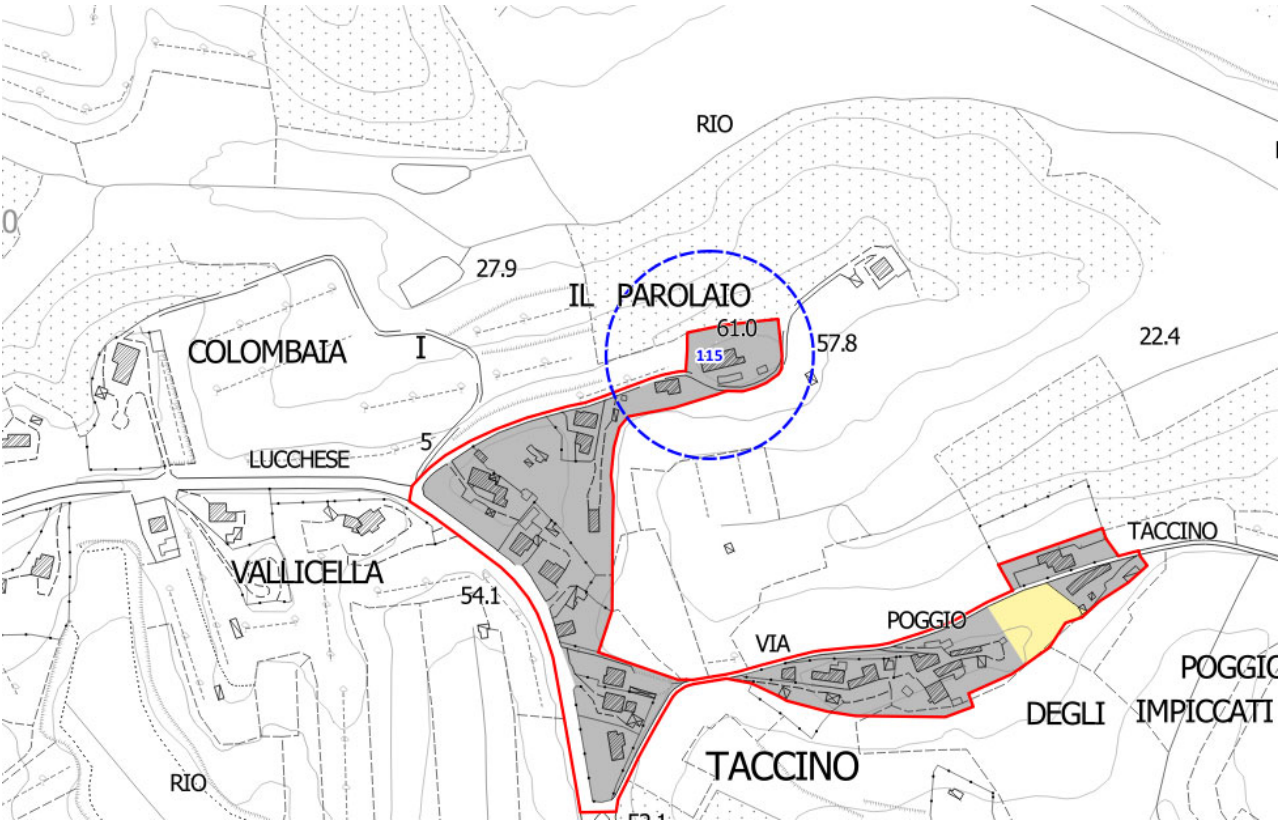 RIO
0
27.9
IL PAROLAIO
61.0
COLOMBAIA
I
115
57.8
22.4
5
LUCCHESE
TACCINO
VALLICELLA
54.1
POGGIO
VIA
POGGIO
DEGLI IMPICCATI
TACCINO
RIO